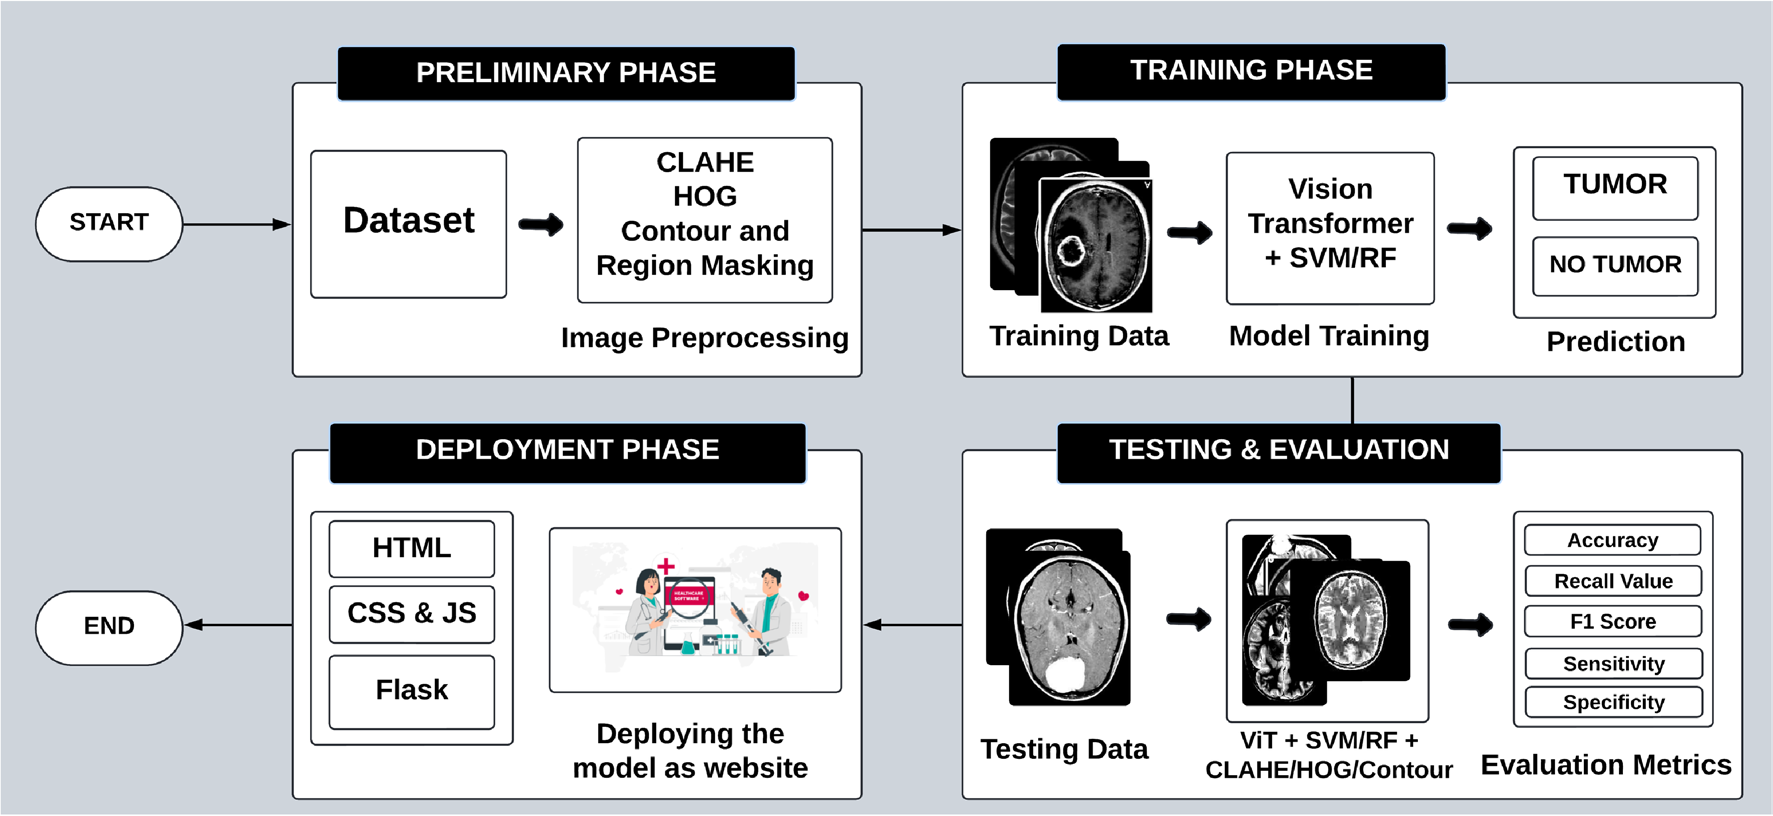 PRELIMINARY PHASE
START
Dataset
CLAHE
HOG
Contour and
Region Masking
Image Preprocessing
TRAINING PHASE
Training Data
Vision
Transformer
+ SVM/RF
Model Training
TUMOR
NO TUMOR
Prediction
TESTING & EVALUATION
Testing Data
ViT + SVM/RF +
CLAHE/HOG/Contour
Accuracy
Recall Value
F1 Score
Sensitivity
Specificity
Evaluation Metrics
DEPLOYMENT PHASE
HTML
CSS & JS
Flask
HEALTHCARE
SOFTWARE
Deploying the
model as website
END